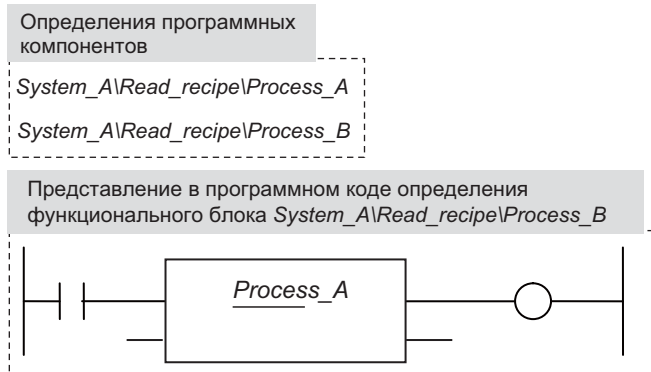 Определения программных
компонентов
System_A\Read_recipe\Process_A
System_A\Read_recipe\Process_B
Представление в программном коде определения
функционального блока System_A\Read_recipe\Process_B
Process_A